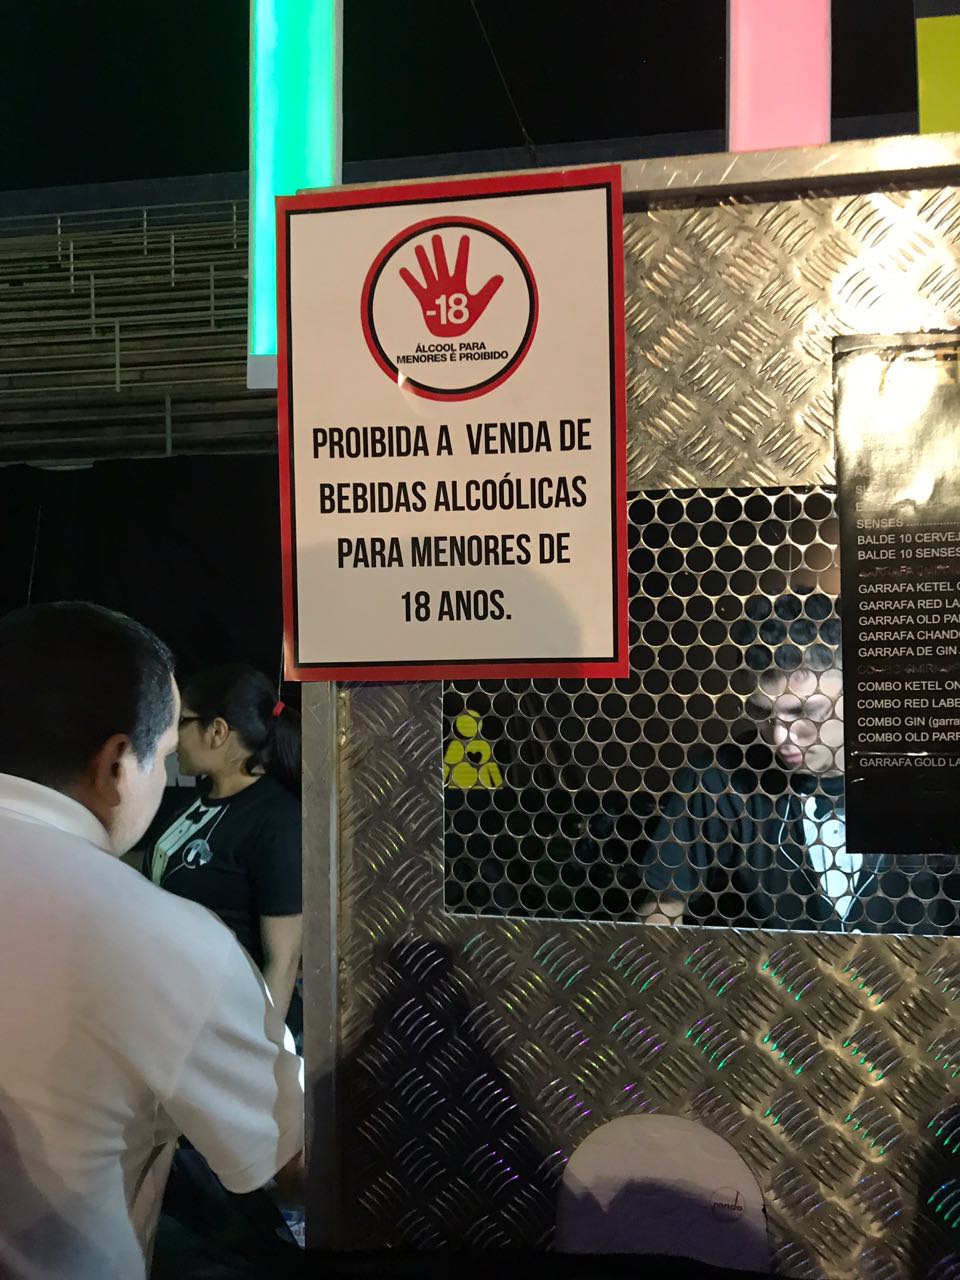 -18
ÁLCOOL PARA
MENORES É PROIBIDO
PROIBIDA A VENDA DE
BEBIDAS ALCOÓLICAS
PARA MENORES DE
18 ANOS.
SENSES
BALDE 10 CERVEJ
BALDE 10 SENSES
GARRAFA KETEL O
GARRAFA RED LA
GARRAFA OLD PA
GARRAFA CHANDO
GARRAFA DE GIN
COMBO KETEL ON
COMBO RED LABE
COMBO GIN (garra
COMBO OLD PARR
GARRAFA GOLD LA